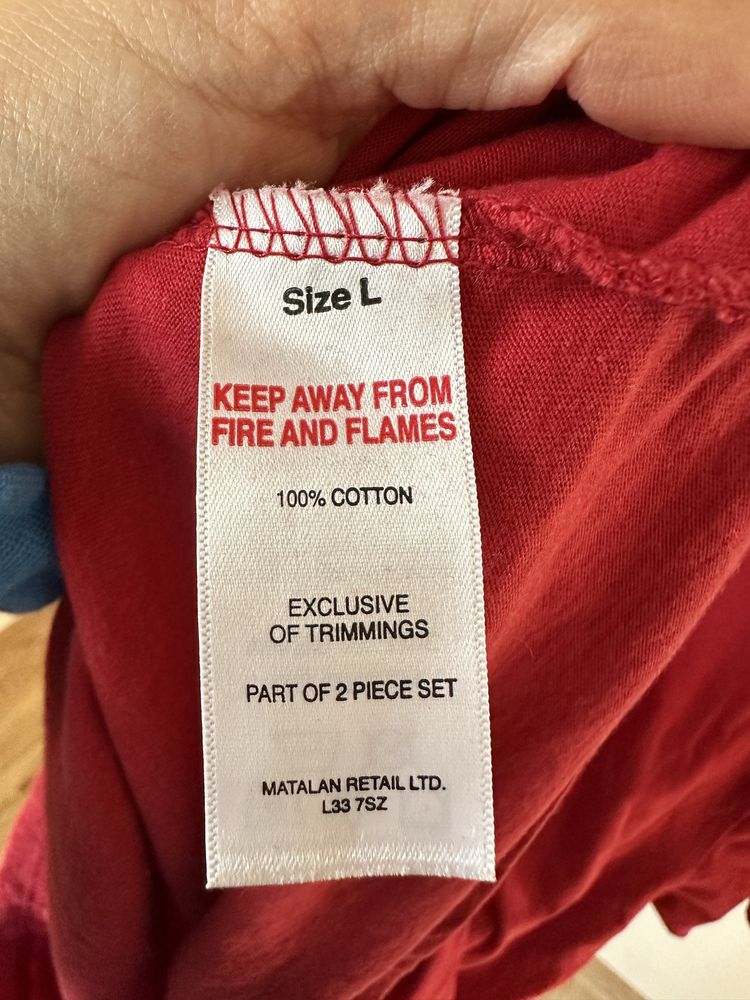 Size L
KEEP AWAY FROM
FIRE AND FLAMES
100% COTTON
EXCLUSIVE
OF TRIMMINGS
PART OF 2 PIECE SET
MATALAN RETAIL LTD.
L33 7SZ